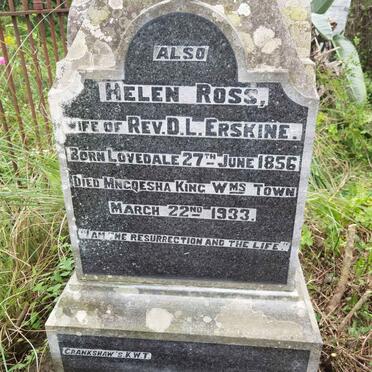 ALSO
HELEN ROSS,
WIFE OF REV. D. L. ERSKINE.
BORN LOVEDALE 27TH JUNE 1856
DIED MNCQESHA KING WMS TOWN
MARCH 22ND 1933.
"I AM THE RESURRECTION AND THE LIFE"
CRANKSHAW'S K.W.T.